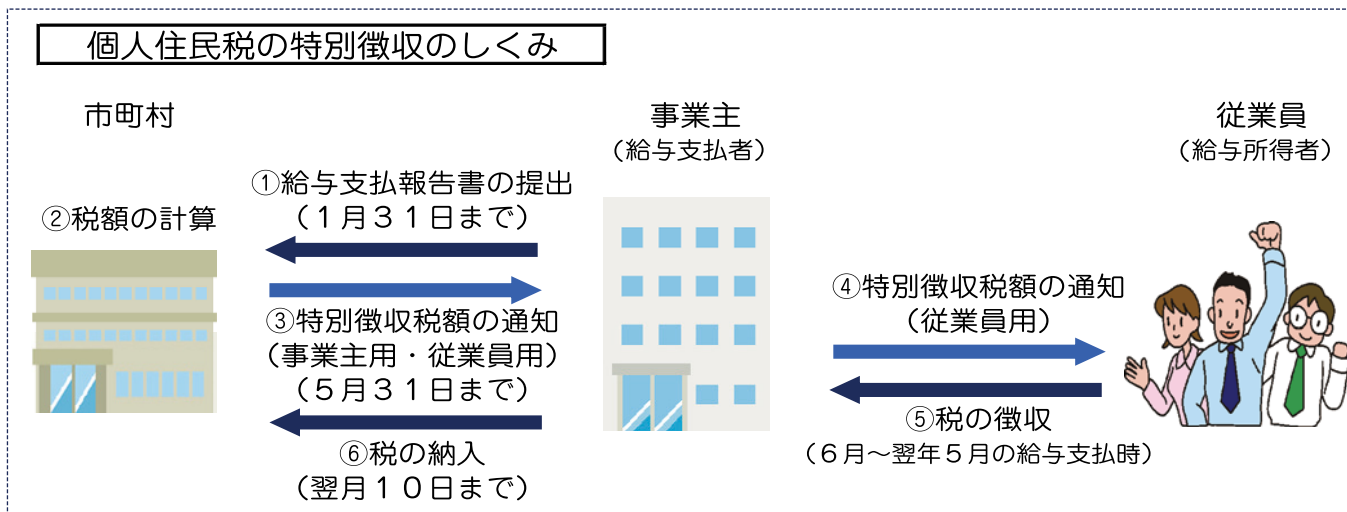 個人住民税の特別徴収のしくみ
市町村
事業主
（給与支払者）
従業員
（給与所得者）
①給与支払報告書の提出
（１月３１日まで）
②税額の計算
③特別徴収税額の通知
（事業主用・従業員用）
（５月３１日まで）
④特別徴収税額の通知
（従業員用）
⑤税の徴収
（６月～翌年５月の給与支払時）
⑥税の納入
（翌月１０日まで）